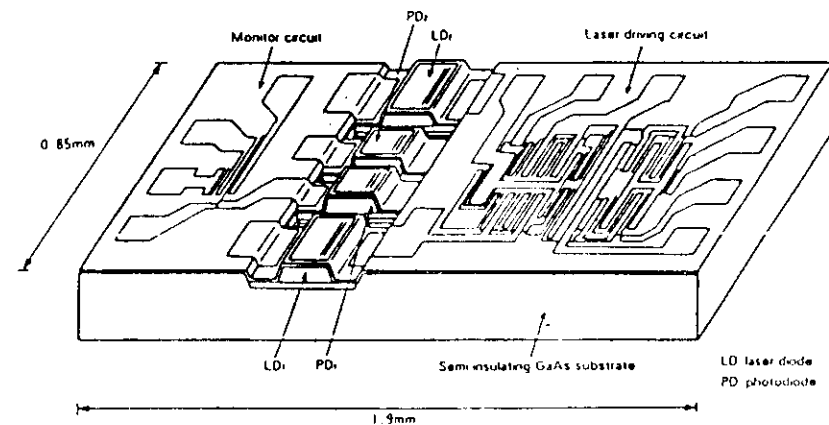 PD₂
Monitor circuit
LD₁
Laser driving circuit
0.85mm
LD₁
PD₁
Semi insulating GaAs substrate
LD laser diode
PD photodiode
1.9mm